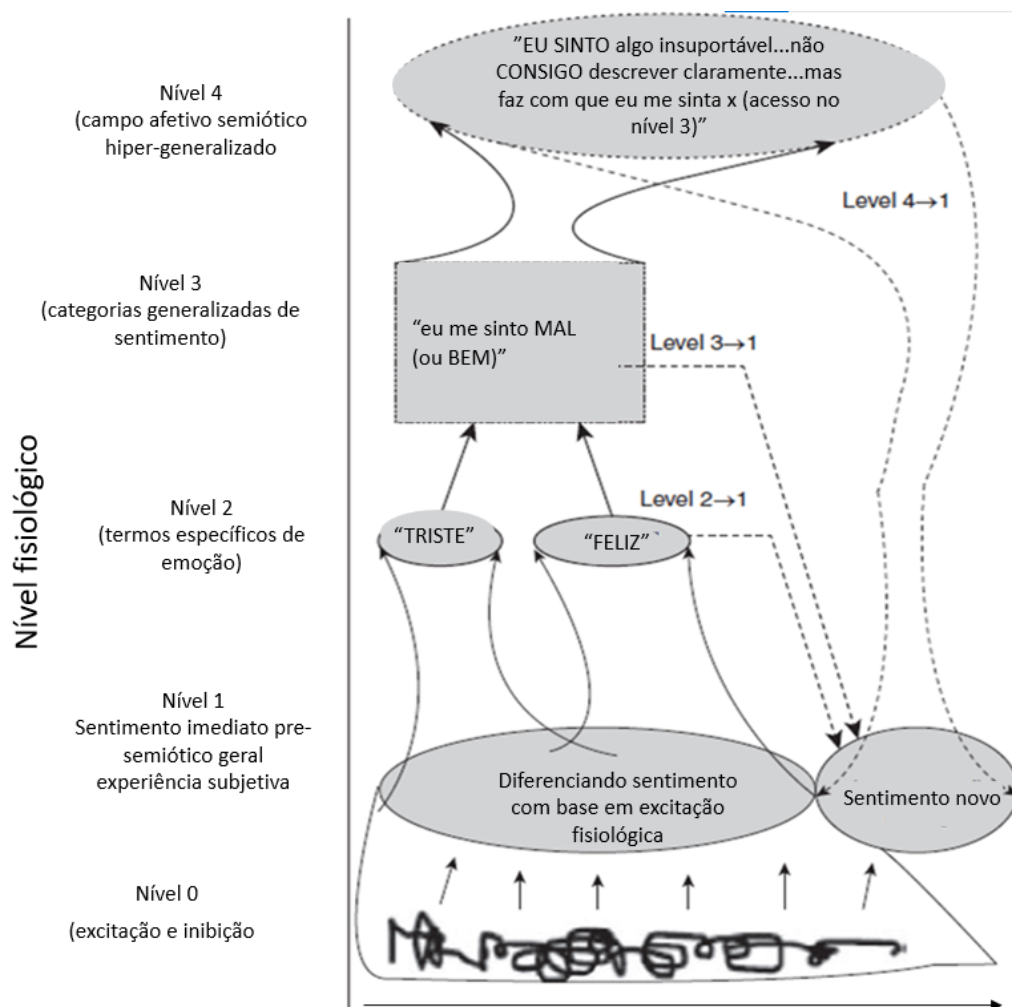 "EU SINTO algo insuportável...não
CONSIGO descrever claramente...mas
faz com que eu me sinta x (acesso no
nível 3)"
Nível 4
(campo afetivo semiótico
hiper-generalizado
Level 4→1
Nível 3
(categorias generalizadas de
sentimento)
"eu me sinto MAL
(ou BEM)"
Level 3→1
Nível fisiológico
Nível 2
(termos específicos de
emoção)
"TRISTE"
"FELIZ"
Level 2→1
Nível 1
Sentimento imediato pre-
semiótico geral
experiência subjetiva
Diferenciando sentimento
com base em excitação
fisiológica
Sentimento novo
Nível 0
(excitação e inibição